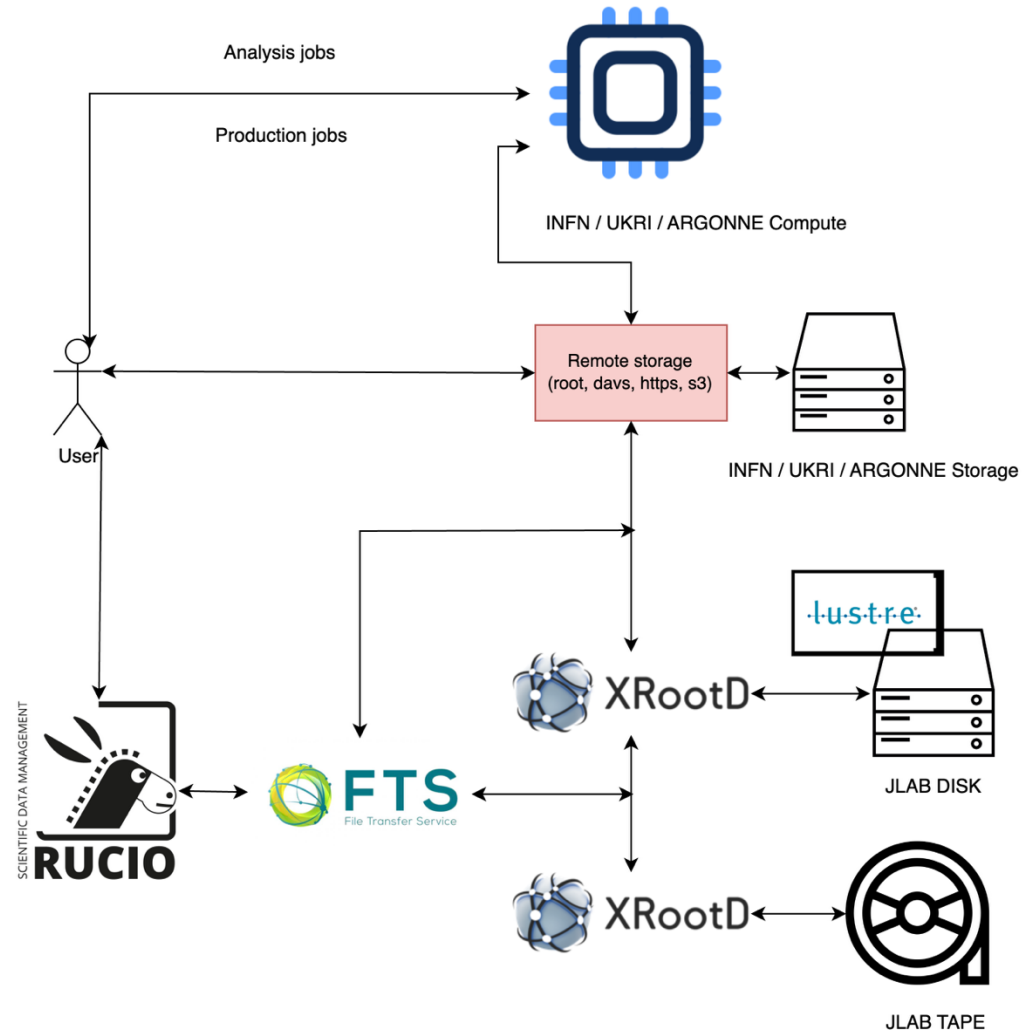 Analysis jobs
Production jobs
INFN / UKRI / ARGONNE Compute
Remote storage
(root, davs, https, s3)
User
INFN / UKRI / ARGONNE Storage
·l·u·s·t·r·e·
XRootD
JLAB DISK
SCIENTIFIC DATA MANAGEMENT
RUCIO
FTS
File Transfer Service
XRootD
JLAB TAPE